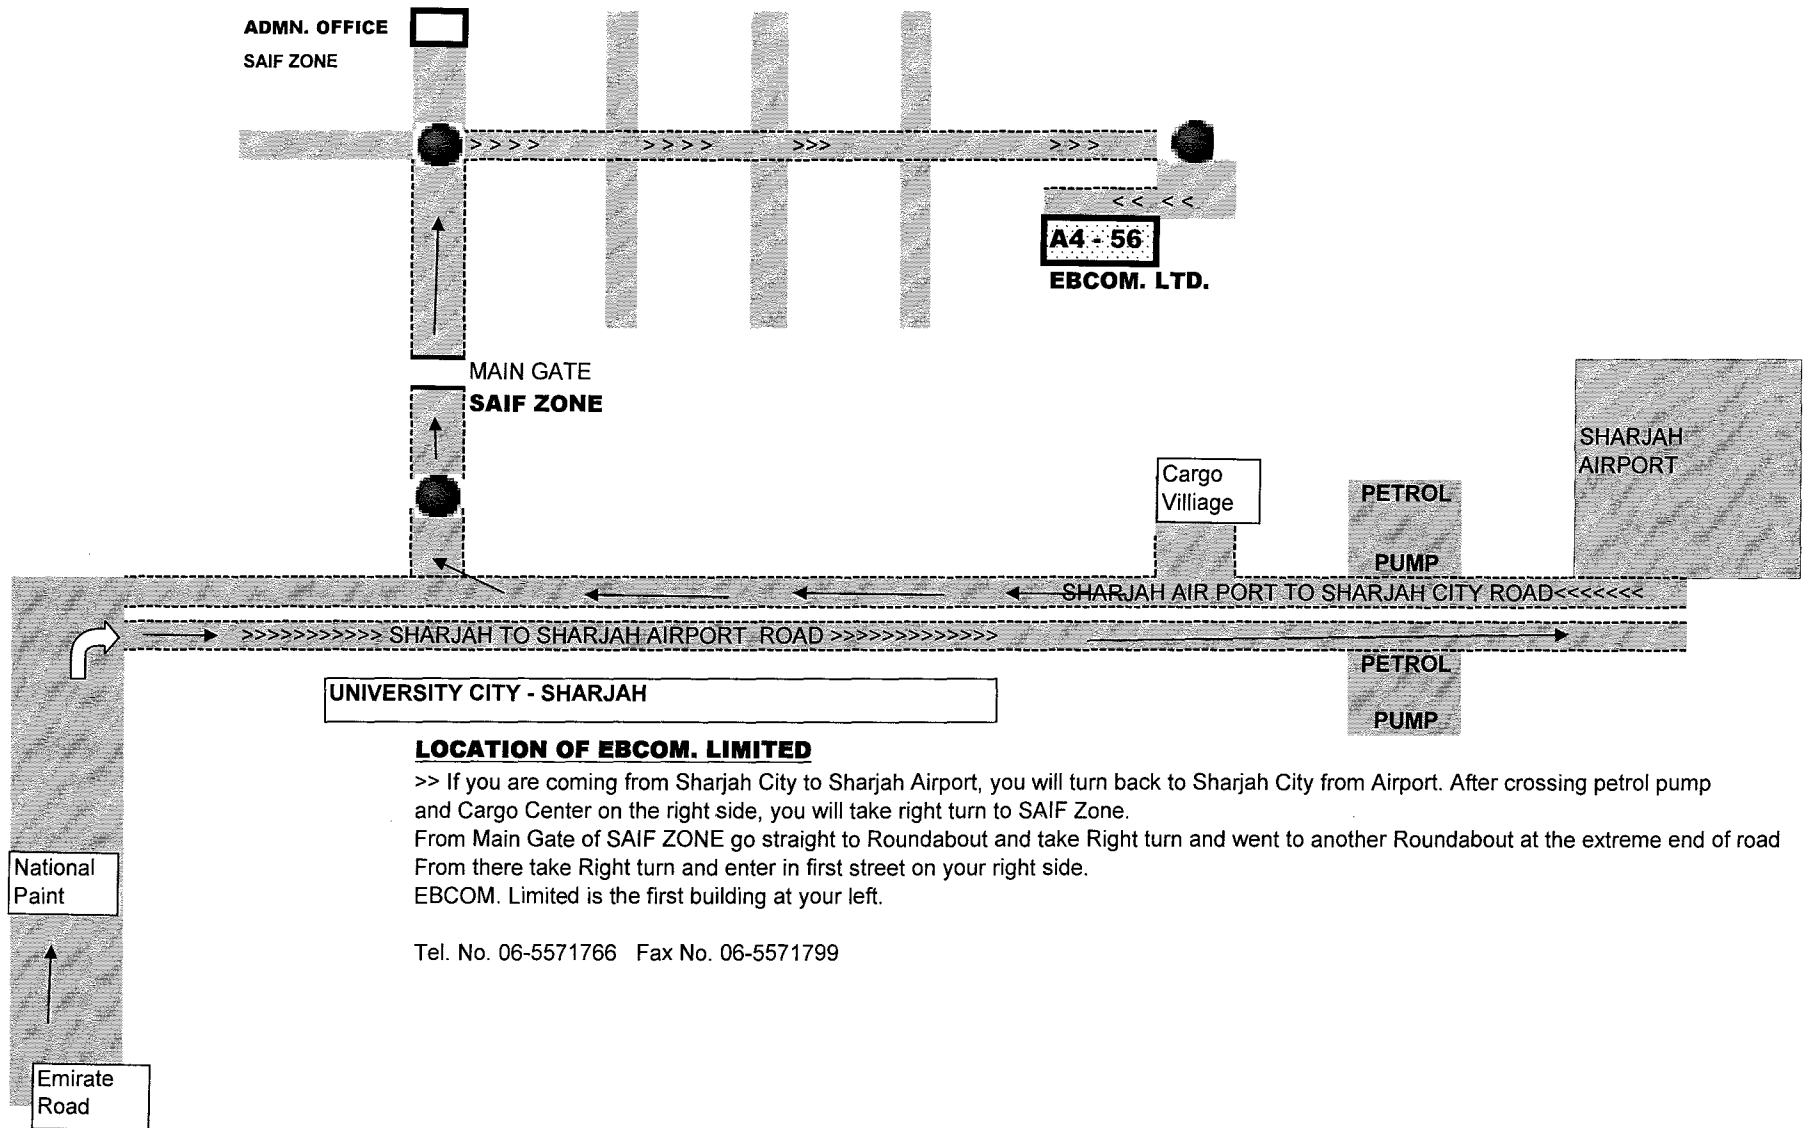 ADMN. OFFICE
SAIF ZONE
> > > > > > > > >>> > > >
< < < <
A4 - 56
EBCOM. LTD.
MAIN GATE
SAIF ZONE
SHARJAH
AIRPORT
Cargo
Villiage
PETROL
PUMP
SHARJAH AIR PORT TO SHARJAH CITY ROAD<<<<<<<
>>>>>>>>>>> SHARJAH TO SHARJAH AIRPORT ROAD >>>>>>>>>>>>>
PETROL
PUMP
UNIVERSITY CITY - SHARJAH
LOCATION OF EBCOM. LIMITED
>> If you are coming from Sharjah City to Sharjah Airport, you will turn back to Sharjah City from Airport. After crossing petrol pump
and Cargo Center on the right side, you will take right turn to SAIF Zone.
From Main Gate of SAIF ZONE go straight to Roundabout and take Right turn and went to another Roundabout at the extreme end of road
From there take Right turn and enter in first street on your right side.
EBCOM. Limited is the first building at your left.
Tel. No. 06-5571766 Fax No. 06-5571799
National
Paint
Emirate
Road